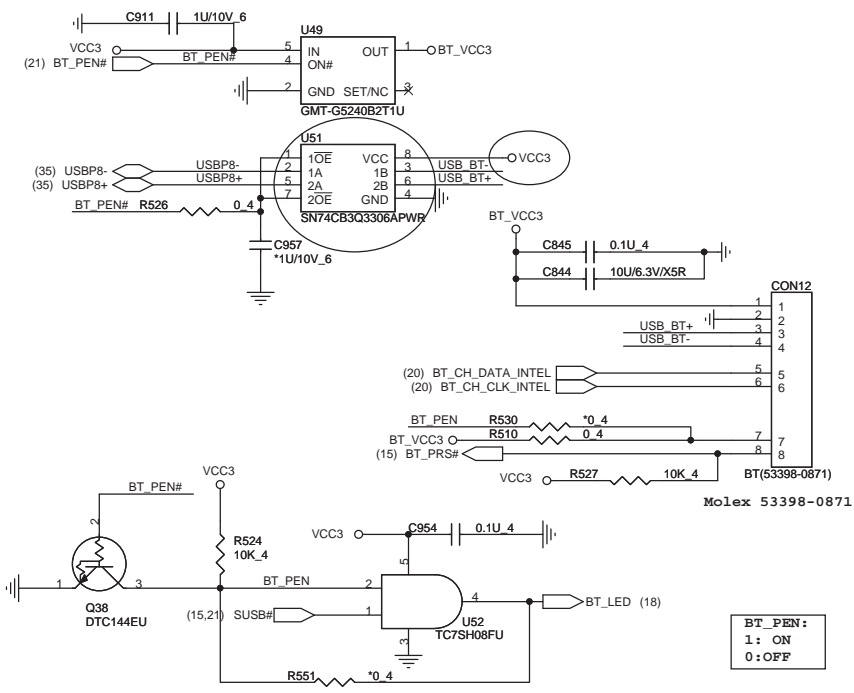 C911 1U/10V_6
U49
VCC3 5 IN OUT 1 BT_VCC3
(21) BT_PEN# BT_PEN# 4 ON#
2 GND SET/NC 3
GMT-G5240B2T1U
U51
1 1OE VCC 8 VCC3
(35) USBP8- USBP8- 2 1A 1B 3 USB_BT-
(35) USBP8+ USBP8+ 5 2A 2B 6 USB_BT+
7 2OE GND 4
BT_PEN# R526 0_4
SN74CB3Q3306APWR
C957
*1U/10V_6
BT_VCC3
C845 0.1U_4
C844 10U/6.3V/X5R
CON12
1 1
2 2
USB_BT+ 3 3
USB_BT- 4 4
(20) BT_CH_DATA_INTEL 5 5
(20) BT_CH_CLK_INTEL 6 6
BT_PEN R530 *0_4
BT_VCC3 R510 0_4 7 7
(15) BT_PRS# 8 8
VCC3 R527 10K_4
BT(53398-0871)
Molex 53398-0871
BT_PEN#
VCC3
2
R524
10K_4
VCC3 C954 0.1U_4
5
1 3 BT_PEN 2
Q38
DTC144EU
4 BT_LED (18)
(15,21) SUSB# 1
U52
TC7SH08FU
3
R551 *0_4
BT_PEN:
1: ON
0:OFF